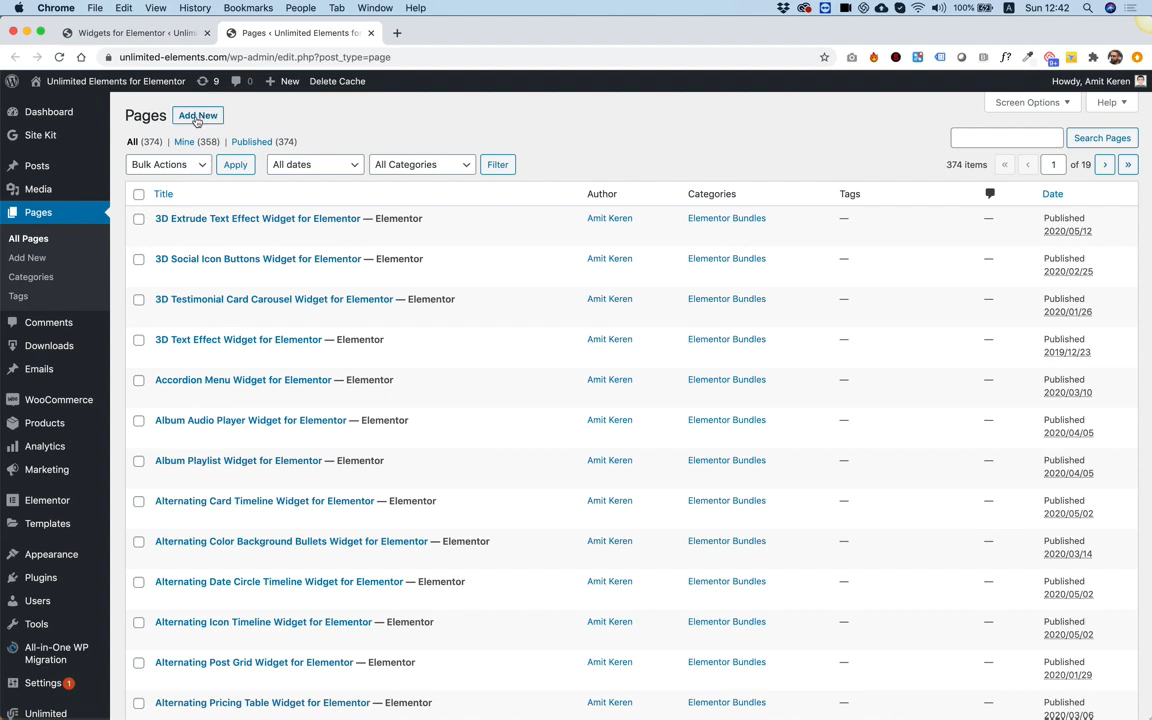 Chrome File Edit View History Bookmarks People Tab Window Help 100% A Sun 12:42
Widgets for Elementor ‹ Unlim
Pages ‹ Unlimited Elements for
unlimited-elements.com/wp-admin/edit.php?post_type=page
f?
9+
Unlimited Elements for Elementor 9 0 New Delete Cache Howdy, Amit Keren
Dashboard
Site Kit
Posts
Media
Pages
All Pages
Add New
Categories
Tags
Comments
Downloads
Emails
WooCommerce
Products
Analytics
Marketing
Elementor
Templates
Appearance
Plugins
Users
Tools
All-in-One WP
Migration
Settings 1
Unlimited
Pages Add New
Screen Options Help
All (374) | Mine (358) | Published (374)
Search Pages
Bulk Actions Apply All dates All Categories Filter
374 items « ‹ 1 of 19 › »
Title Author Categories Tags Date
3D Extrude Text Effect Widget for Elementor — Elementor Amit Keren Elementor Bundles — — Published
2020/05/12
3D Social Icon Buttons Widget for Elementor — Elementor Amit Keren Elementor Bundles — — Published
2020/02/25
3D Testimonial Card Carousel Widget for Elementor — Elementor Amit Keren Elementor Bundles — — Published
2020/01/26
3D Text Effect Widget for Elementor — Elementor Amit Keren Elementor Bundles — — Published
2019/12/23
Accordion Menu Widget for Elementor — Elementor Amit Keren Elementor Bundles — — Published
2020/03/10
Album Audio Player Widget for Elementor — Elementor Amit Keren Elementor Bundles — — Published
2020/04/05
Album Playlist Widget for Elementor — Elementor Amit Keren Elementor Bundles — — Published
2020/04/05
Alternating Card Timeline Widget for Elementor — Elementor Amit Keren Elementor Bundles — — Published
2020/05/02
Alternating Color Background Bullets Widget for Elementor — Elementor Amit Keren Elementor Bundles — — Published
2020/03/14
Alternating Date Circle Timeline Widget for Elementor — Elementor Amit Keren Elementor Bundles — — Published
2020/05/02
Alternating Icon Timeline Widget for Elementor — Elementor Amit Keren Elementor Bundles — — Published
2020/05/02
Alternating Post Grid Widget for Elementor — Elementor Amit Keren Elementor Bundles — — Published
2020/01/29
Alternating Pricing Table Widget for Elementor — Elementor Amit Keren Elementor Bundles — — Published
2020/03/06